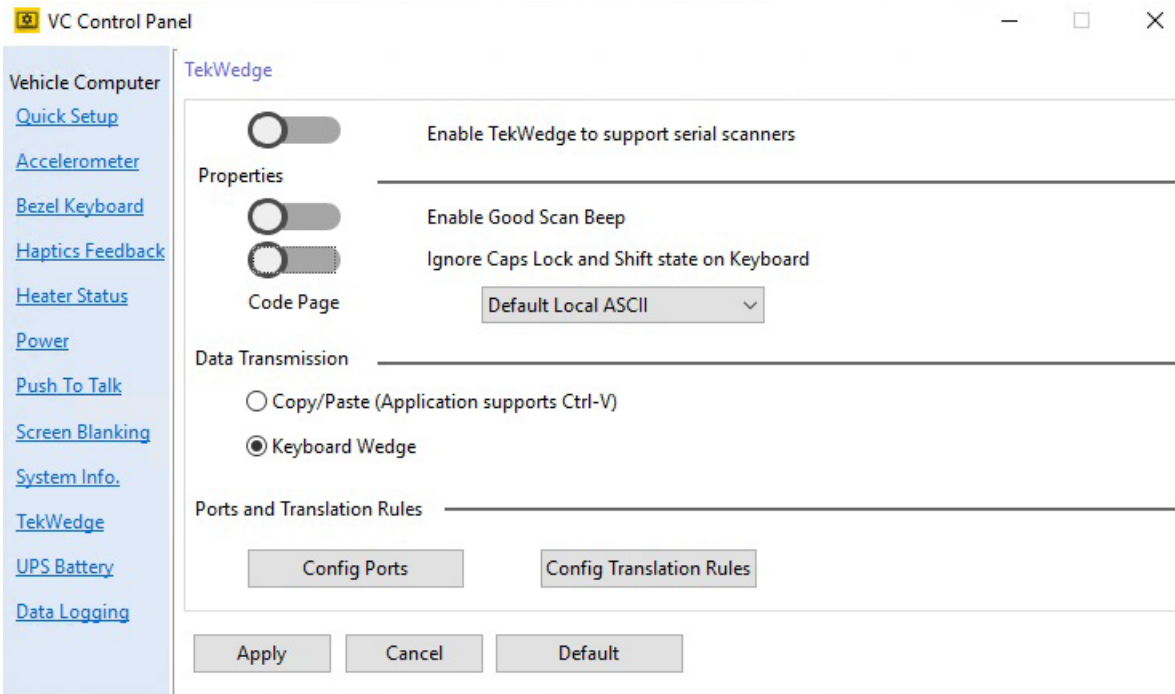 VC Control Panel
Vehicle Computer
Quick Setup
Accelerometer
Bezel Keyboard
Haptics Feedback
Heater Status
Power
Push To Talk
Screen Blanking
System Info.
TekWedge
UPS Battery
Data Logging
TekWedge
Enable TekWedge to support serial scanners
Properties
Enable Good Scan Beep
Ignore Caps Lock and Shift state on Keyboard
Code Page Default Local ASCII
Data Transmission
Copy/Paste (Application supports Ctrl-V)
Keyboard Wedge
Ports and Translation Rules
Config Ports Config Translation Rules
Apply Cancel Default